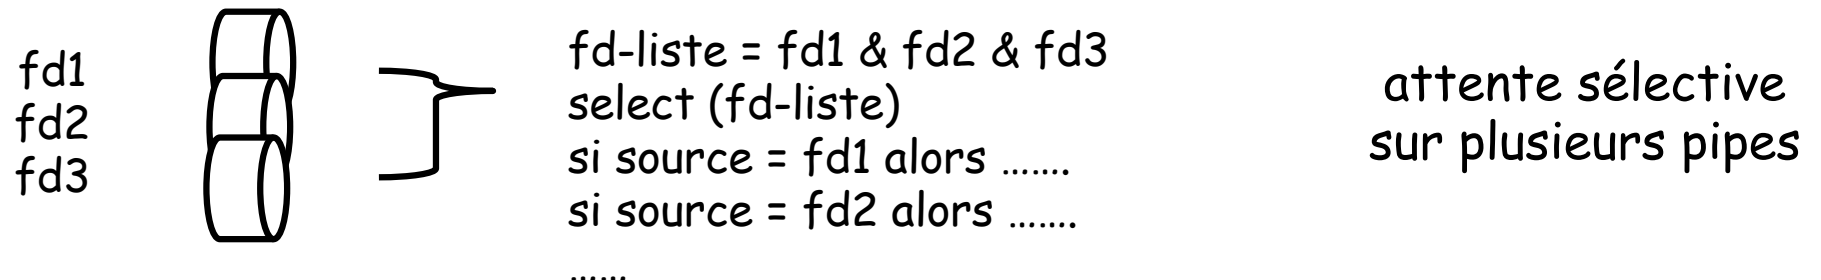 fd1
fd2
fd3
fd-liste = fd1 & fd2 & fd3
select (fd-liste)
si source = fd1 alors .......
si source = fd2 alors .......
......
attente sélective
sur plusieurs pipes